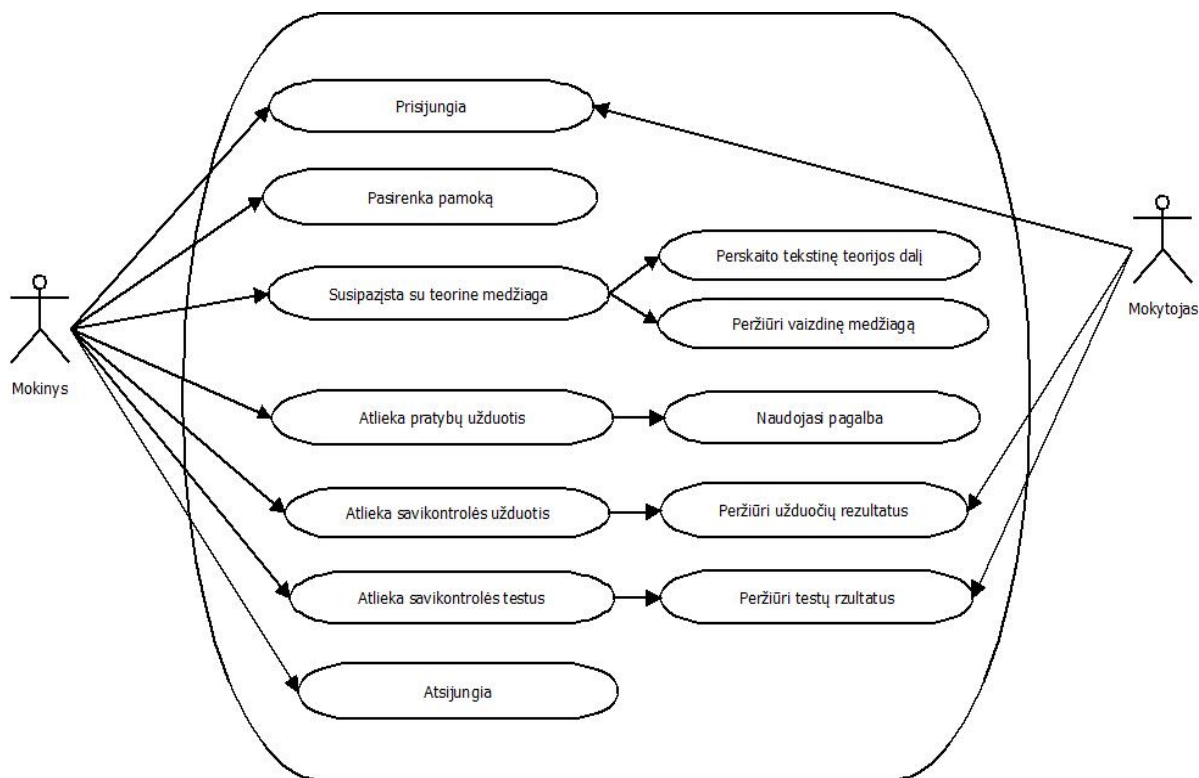 Prisijungia
Pasirenka pamoką
Perskaito tekstinę teorijos dalį
Susipazįsta su teorine medžiaga
Peržiūri vaizdinę medžiagą
Mokytojas
Mokinys
Atlieka pratybų užduotis
Naudojasi pagalba
Atlieka savikontrolės užduotis
Peržiūri užduočių rezultatus
Atlieka savikontrolės testus
Peržiūri testų rzultatus
Atsijungia